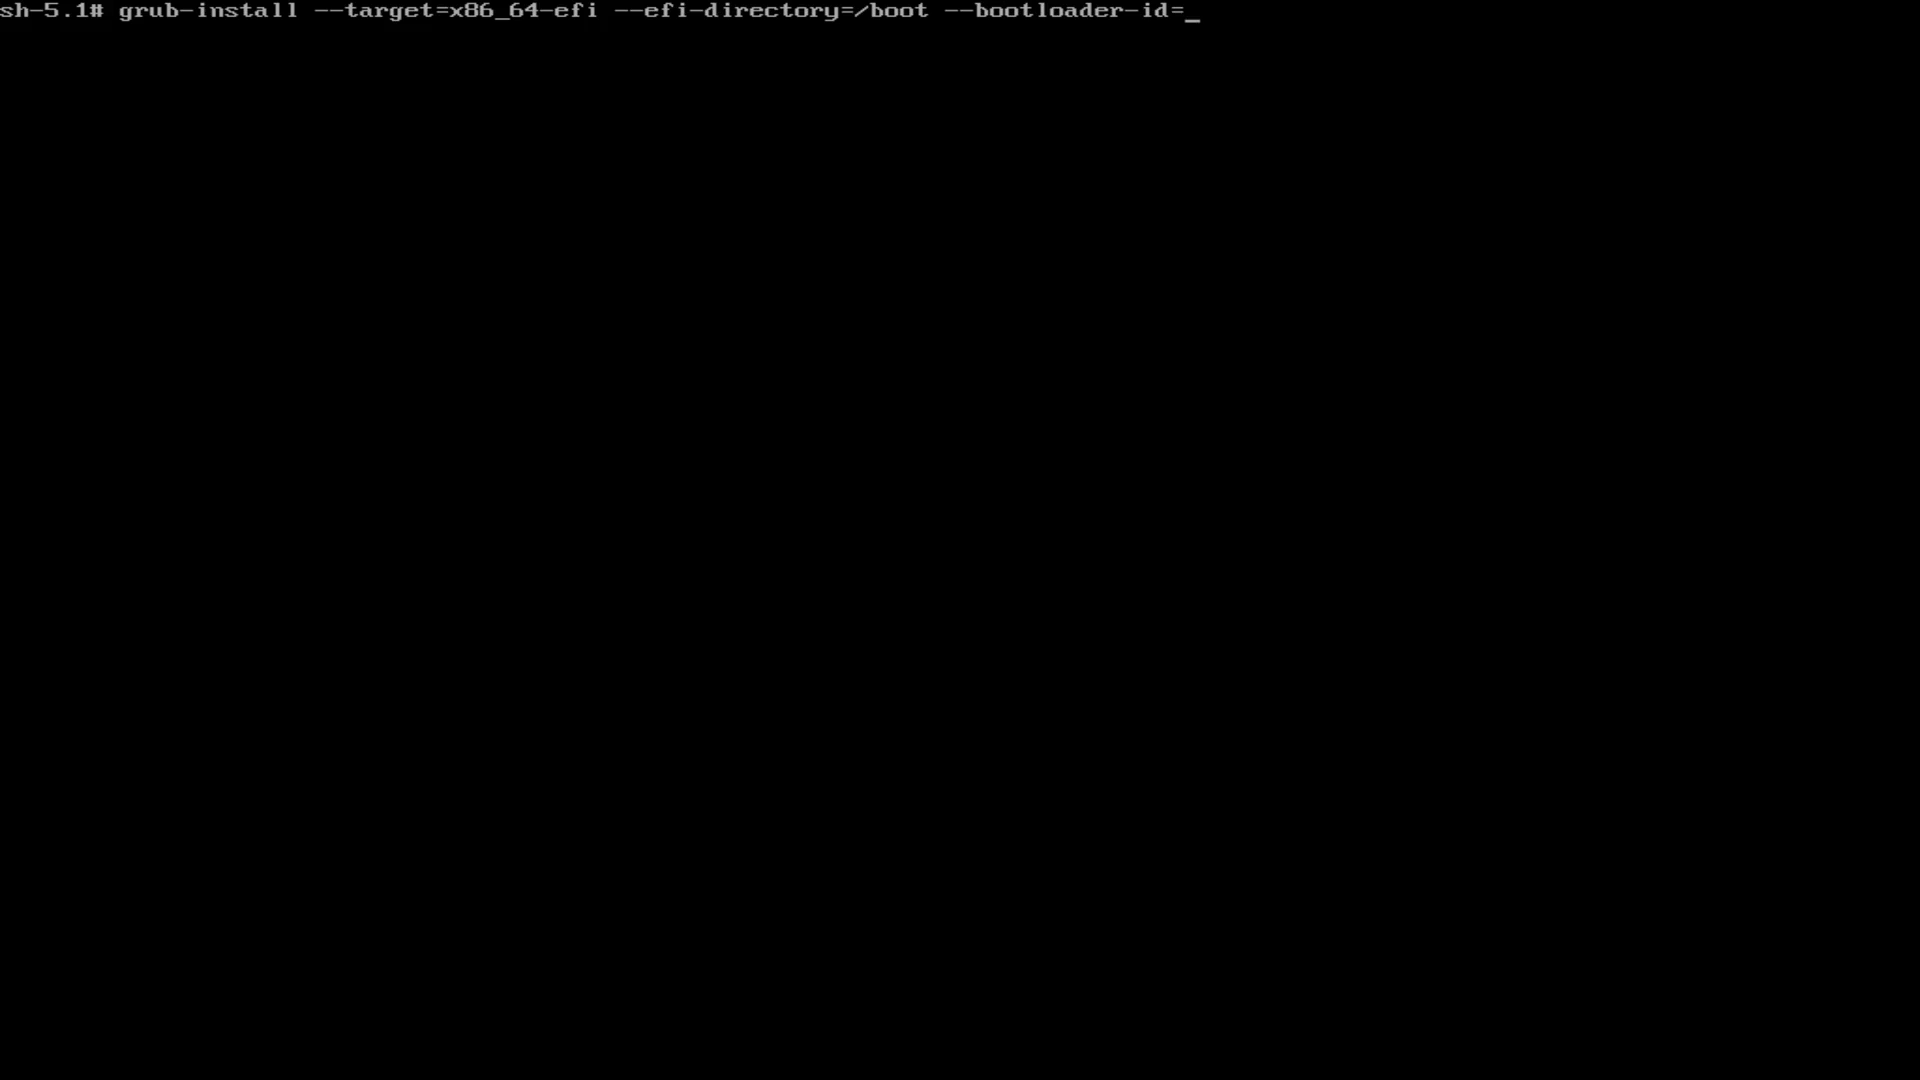 sh-5.1# grub-install --target=x86_64-efi --efi-directory=/boot --bootloader-id=_